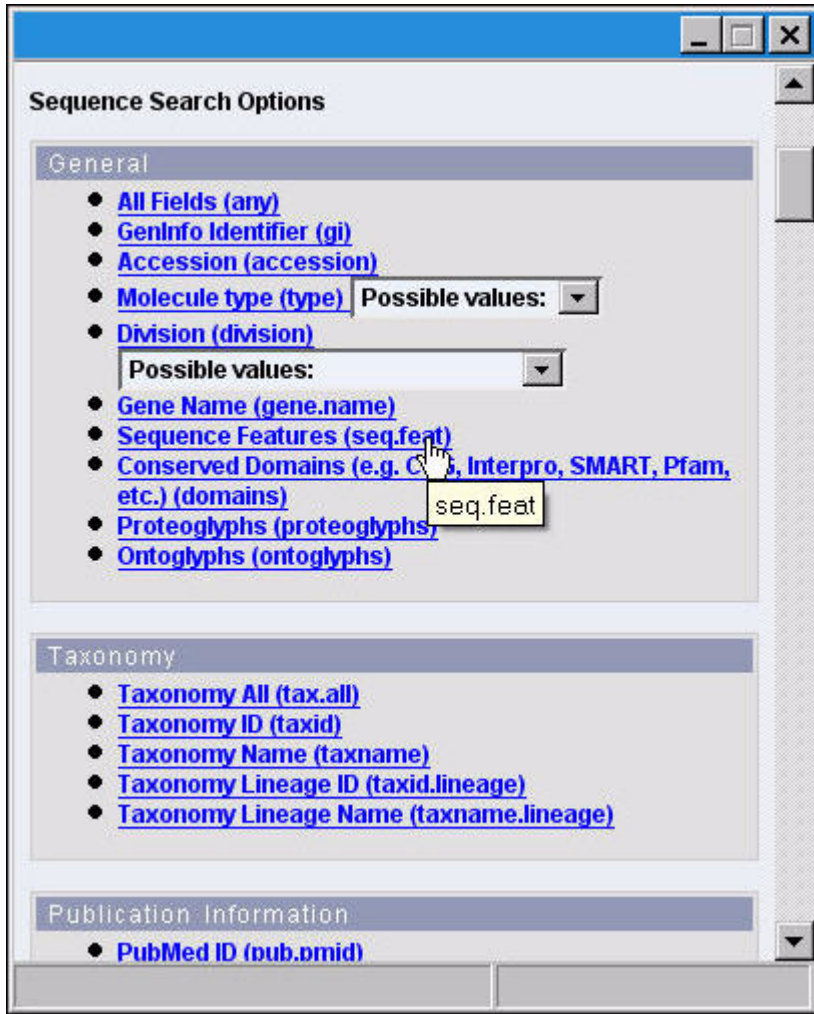 Sequence Search Options
General
All Fields (any)
GenInfo Identifier (gi)
Accession (accession)
Molecule type (type) Possible values:
Division (division)
Possible values:
Gene Name (gene.name)
Sequence Features (seq.feat)
Conserved Domains (e.g. Interpro, SMART, Pfam,
etc.) (domains)
seq.feat
Proteoglyphs (proteoglyphs)
Ontoglyphs (ontoglyphs)
Taxonomy
Taxonomy All (tax.all)
Taxonomy ID (taxid)
Taxonomy Name (taxname)
Taxonomy Lineage ID (taxid.lineage)
Taxonomy Lineage Name (taxname.lineage)
Publication Information
PubMed ID (pub.pmid)